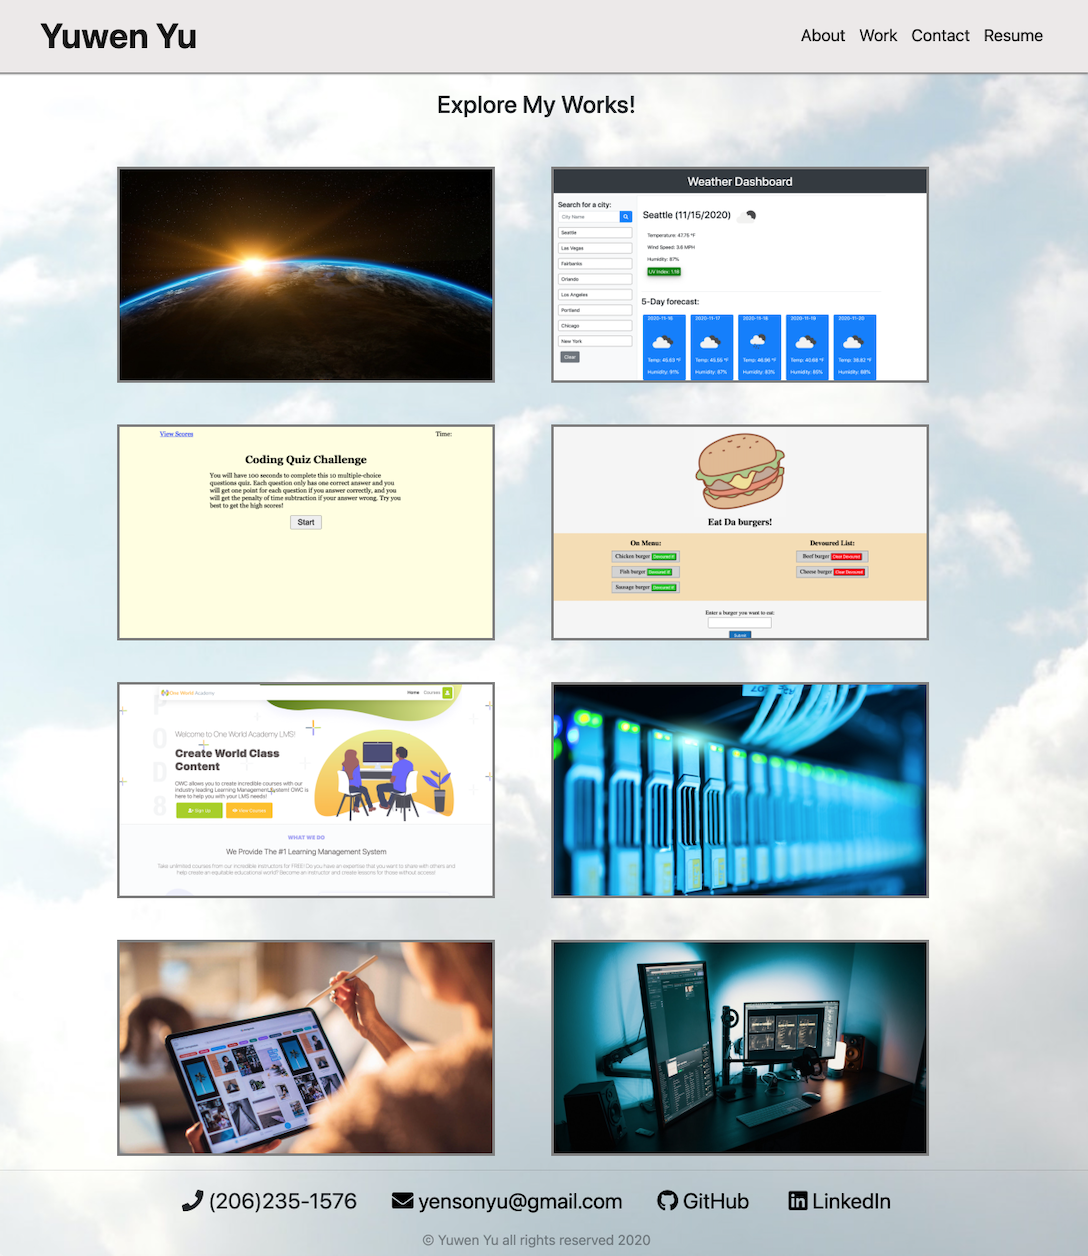 Yuwen Yu
About Work Contact Resume
Explore My Works!
Weather Dashboard
Search for a city:
City Name
Seattle
Las Vegas
Fairbanks
Orlando
Los Angeles
Portland
Chicago
New York
Clear
Seattle (11/15/2020)
Temperature: 47.75 °F
Wind Speed: 3.6 MPH
Humidity: 87%
UV Index: 1.18
5-Day forecast:
2020-11-16 2020-11-17 2020-11-18 2020-11-19 2020-11-20
Temp: 45.63 °F Temp: 45.55 °F Temp: 46.96 °F Temp: 40.68 °F Temp: 38.82 °F
Humidity: 91% Humidity: 87% Humidity: 83% Humidity: 85% Humidity: 88%
View Scores
Time:
Coding Quiz Challenge
You will have 100 seconds to complete this 10 multiple-choice
questions quiz. Each question only has one correct answer and you
will get one point for each question if you answer correctly, and you
will get the penalty of time subtraction if your answer wrong. Try you
best to get the high scores!
Start
Eat Da burgers!
On Menu:
Chicken burger Devoured it
Fish burger Devoured it
Sausage burger Devoured it
Devoured List:
Beef burger Clear Devoured
Cheese burger Clear Devoured
Enter a burger you want to eat:
Submit
One World Academy
Home Courses
Welcome to One World Academy LMS!
Create World Class
Content
OWC allows you to create incredible courses with our
industry leading Learning Management System! OWC is
here to help you with your LMS needs!
Sign Up View Courses
WHAT WE DO
We Provide The #1 Learning Management System
Take unlimited courses from our incredible instructors for FREE! Do you have an expertise that you want to share with others and
help create an equitable educational world? Become an instructor and create lessons for those without access!
(206)235-1576
yensonyu@gmail.com
GitHub
LinkedIn
© Yuwen Yu all rights reserved 2020